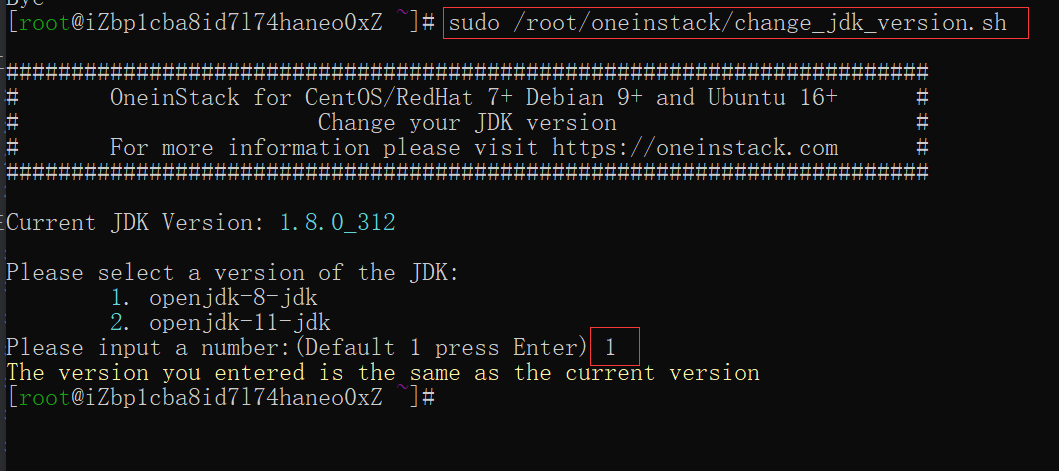 Bye
[root@iZbp1cba8id7l74haneo0xZ ~]# sudo /root/oneinstack/change_jdk_version.sh
#######################################################################
# OneinStack for CentOS/RedHat 7+ Debian 9+ and Ubuntu 16+ #
# Change your JDK version #
# For more information please visit https://oneinstack.com #
#######################################################################
Current JDK Version: 1.8.0_312
Please select a version of the JDK:
1. openjdk-8-jdk
2. openjdk-11-jdk
Please input a number:(Default 1 press Enter) 1
The version you entered is the same as the current version
[root@iZbp1cba8id7l74haneo0xZ ~]#